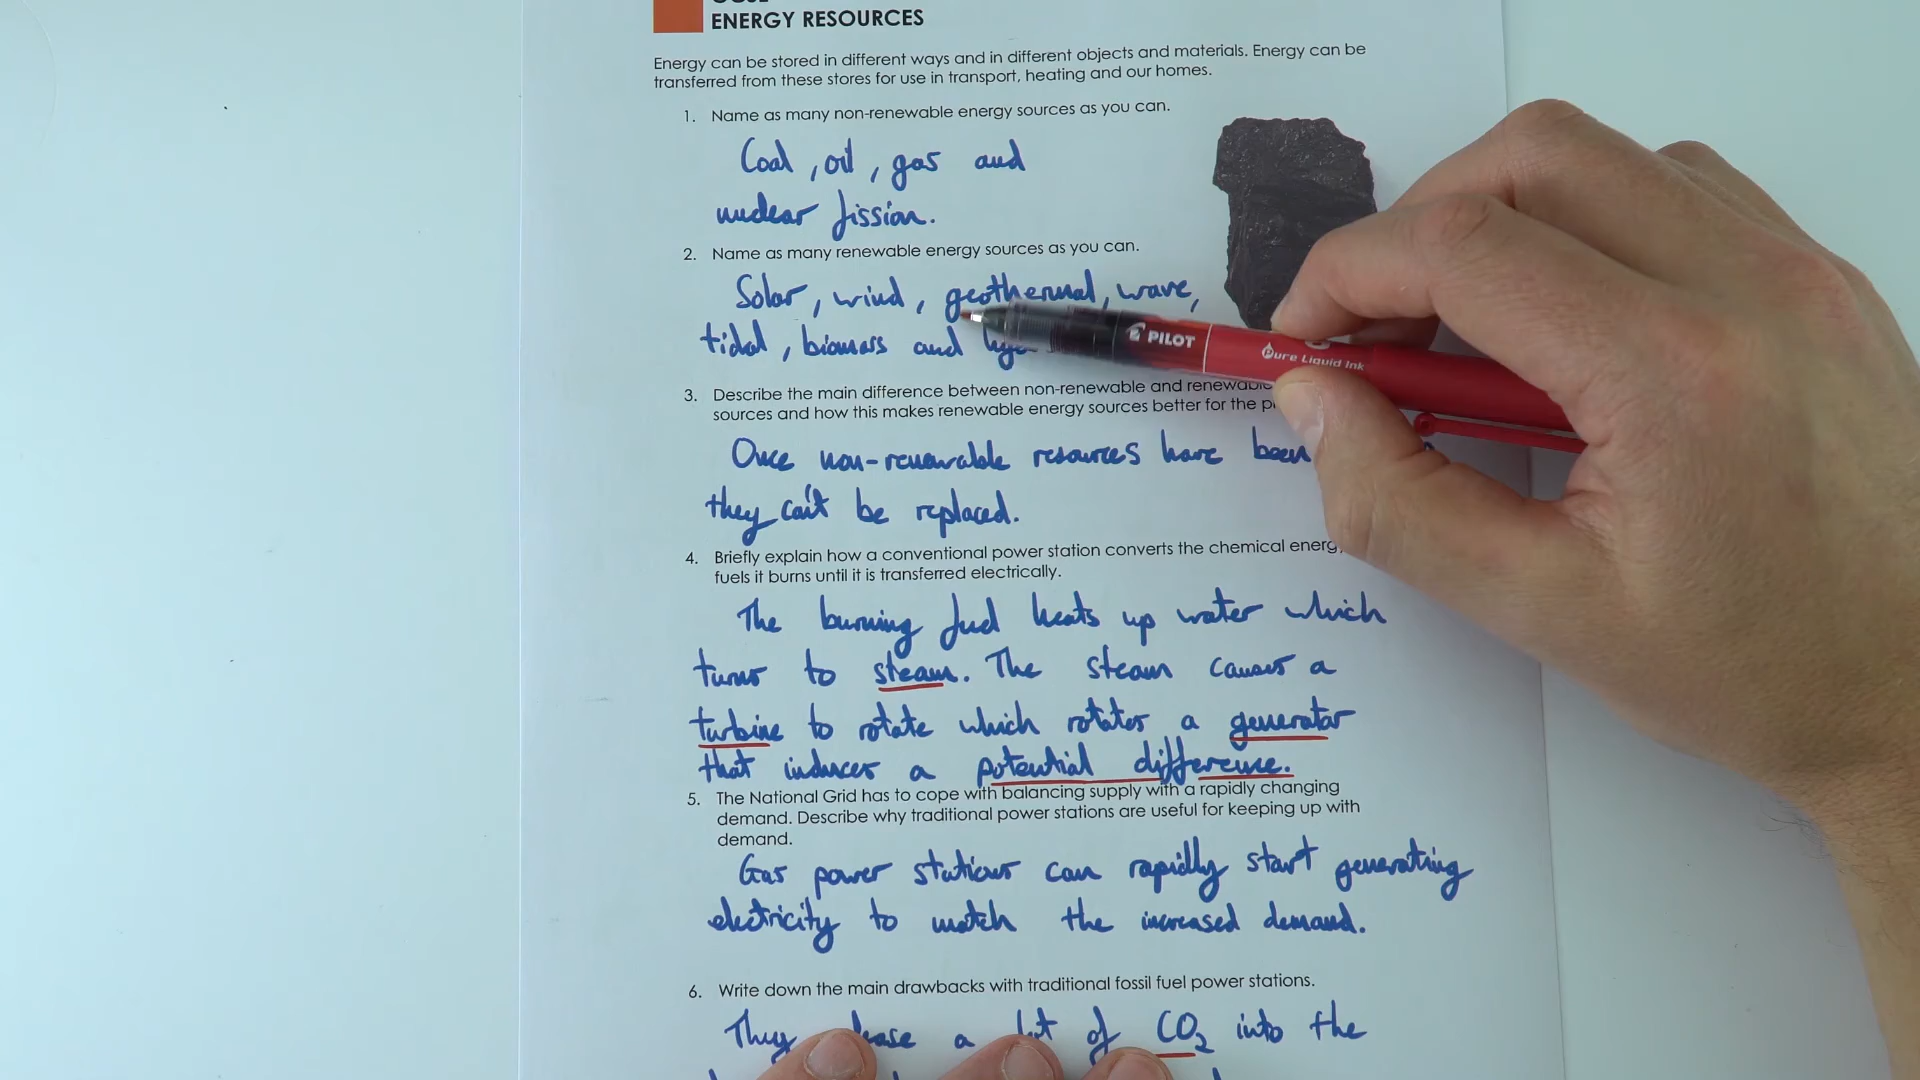 ENERGY RESOURCES
Energy can be stored in different ways and in different objects and materials. Energy can be
transferred from these stores for use in transport, heating and our homes.
1. Name as many non-renewable energy sources as you can.
Coal, oil, gas and
nuclear fission.
2. Name as many renewable energy sources as you can.
Solar, wind, geothermal, wave,
tidal, biomass and
PILOT
Pure Liquid Ink
3. Describe the main difference between non-renewable and
sources and how this makes renewable energy sources better for the
Once non-renewable resources have been
they can't be replaced.
4. Briefly explain how a conventional power station converts the chemical
fuels it burns until it is transferred electrically.
The burning fuel heats up water which
turns to steam. The steam causes a
turbine to rotate which rotates a generator
that induces a potential difference.
5. The National Grid has to cope with balancing supply with a rapidly changing
demand. Describe why traditional power stations are useful for keeping up with
demand.
Gas power stations can rapidly start generating
electricity to match the increased demand.
6. Write down the main drawbacks with traditional fossil fuel power stations.
They a lot of CO2 into the